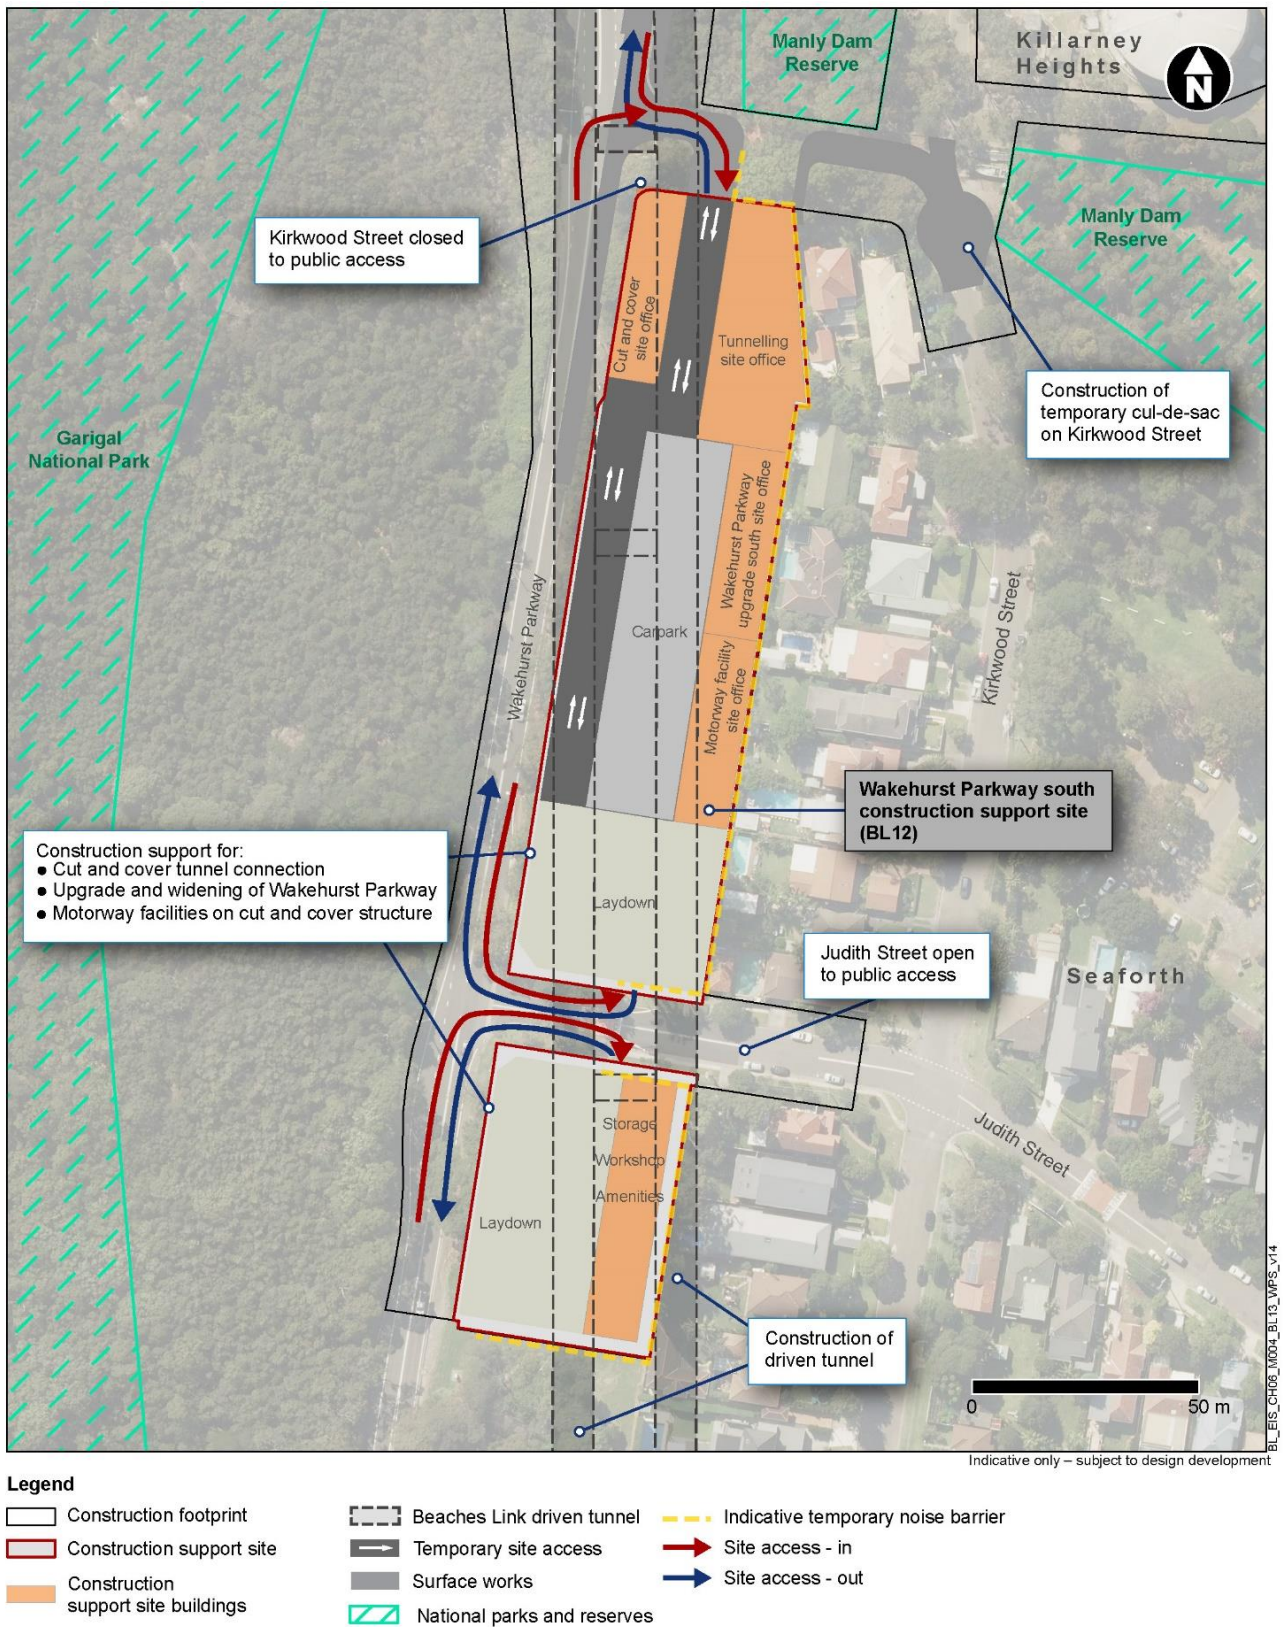 Manly Dam
Reserve
Killarney
Heights
N
Manly Dam
Reserve
Kirkwood Street closed
to public access
Cut and cover
site office
Tunnelling
site office
Construction of
temporary cul-de-sac
on Kirkwood Street
Garigal
National Park
Wakehurst Parkway
upgrade south site office
Wakehurst Parkway
Carpark
Kirkwood Street
Motorway facility
site office
Wakehurst Parkway south
construction support site
(BL12)
Construction support for:
● Cut and cover tunnel connection
● Upgrade and widening of Wakehurst Parkway
● Motorway facilities on cut and cover structure
Laydown
Judith Street open
to public access
Seaforth
Storage
Workshop
Amenities
Judith Street
Laydown
Construction of
driven tunnel
0 50 m
BL_EIS_CH06_M004_BL13_WPS_v14
Indicative only – subject to design development
Legend
Construction footprint
Construction support site
Construction
support site buildings
Beaches Link driven tunnel
Temporary site access
Surface works
National parks and reserves
Indicative temporary noise barrier
Site access - in
Site access - out